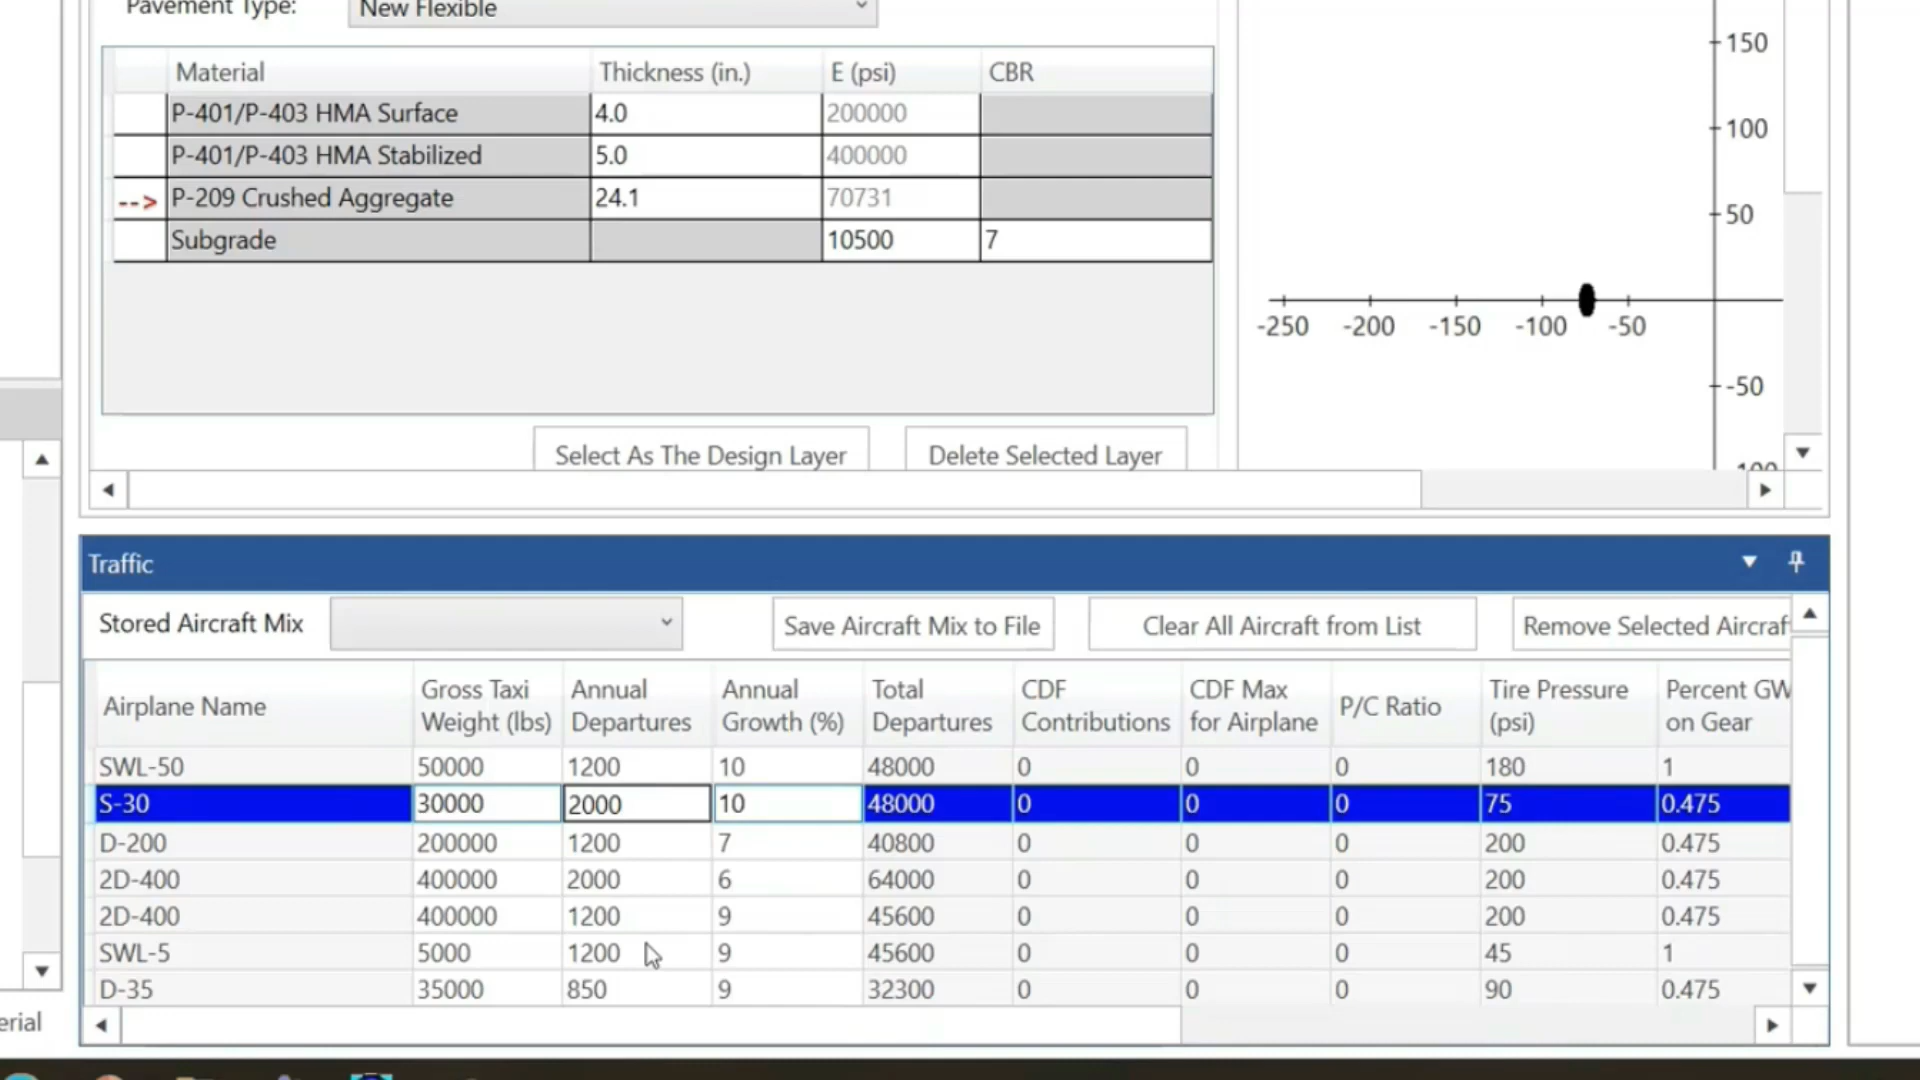 Pavement Type: New Flexible
Material Thickness (in.) E (psi) CBR
P-401/P-403 HMA Surface 4.0 200000
P-401/P-403 HMA Stabilized 5.0 400000
--> P-209 Crushed Aggregate 24.1 70731
Subgrade 10500 7
Select As The Design Layer Delete Selected Layer
150
100
50
-250 -200 -150 -100 -50
-50
Traffic
Stored Aircraft Mix Save Aircraft Mix to File Clear All Aircraft from List Remove Selected Aircraf
Airplane Name Gross Taxi Weight (lbs) Annual Departures Annual Growth (%) Total Departures CDF Contributions CDF Max for Airplane P/C Ratio Tire Pressure (psi) Percent GW on Gear
SWL-50 50000 1200 10 48000 0 0 0 180 1
S-30 30000 2000 10 48000 0 0 0 75 0.475
D-200 200000 1200 7 40800 0 0 0 200 0.475
2D-400 400000 2000 6 64000 0 0 0 200 0.475
2D-400 400000 1200 9 45600 0 0 0 200 0.475
SWL-5 5000 1200 9 45600 0 0 0 45 1
D-35 35000 850 9 32300 0 0 0 90 0.475
erial